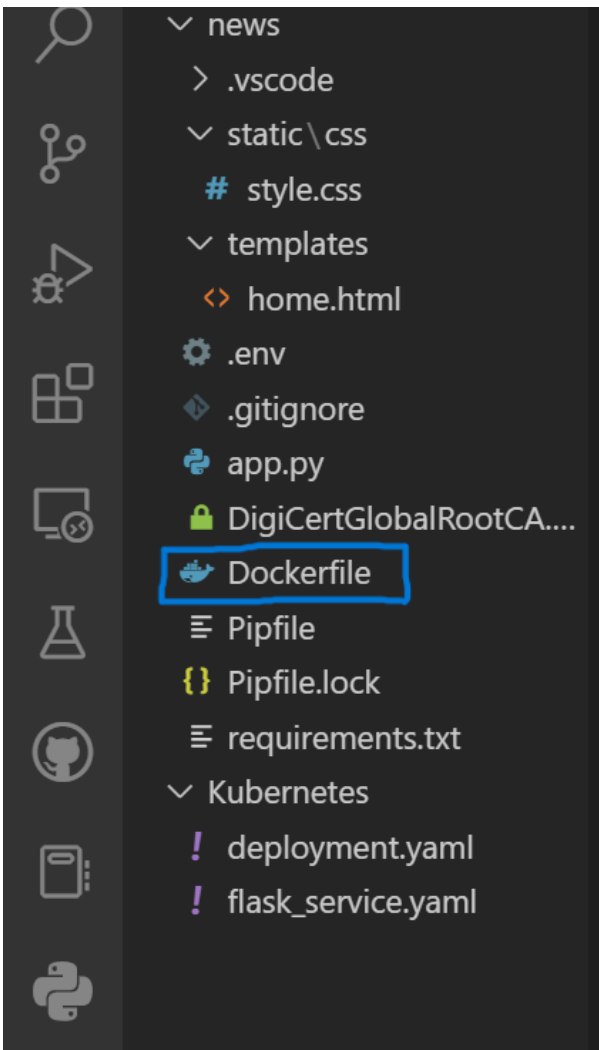 news
.vscode
static\css
style.css
templates
home.html
.env
.gitignore
app.py
DigiCertGlobalRootCA....
Dockerfile
Pipfile
Pipfile.lock
requirements.txt
Kubernetes
deployment.yaml
flask_service.yaml